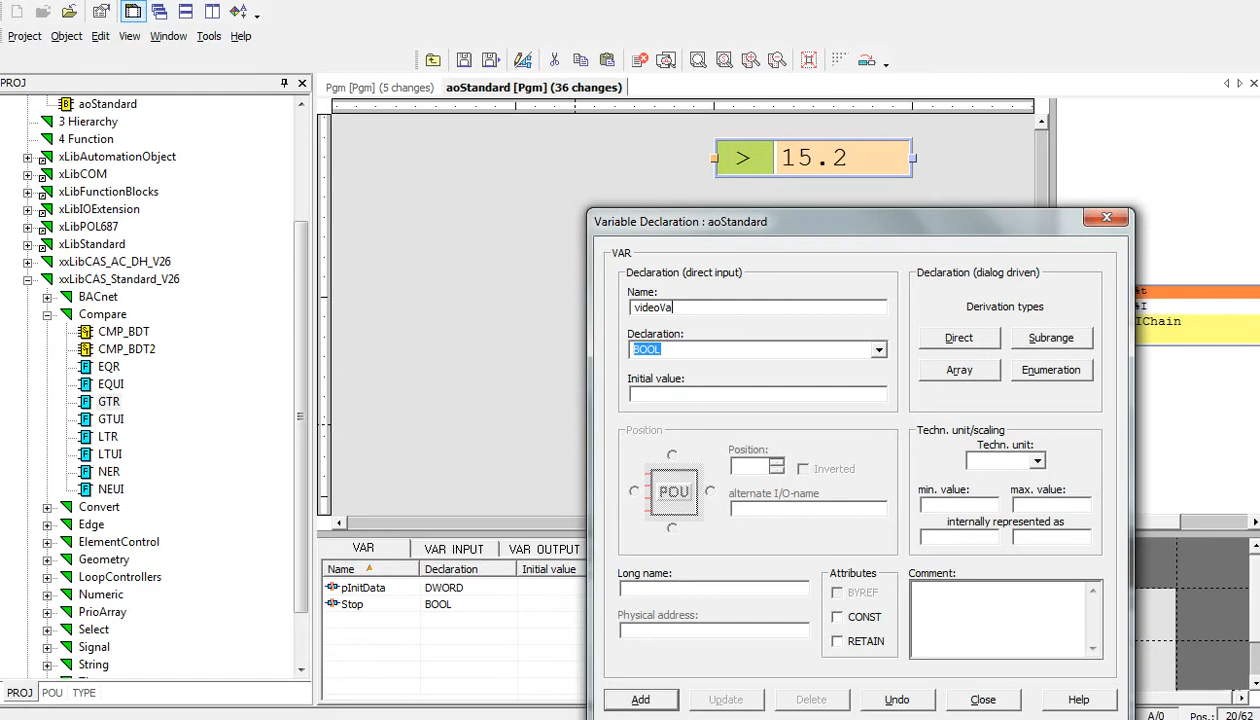 Project Object Edit View Window Tools Help
PROJ
Pgm [Pgm] (5 changes) aoStandard [Pgm] (36 changes)
aoStandard
3 Hierarchy
4 Function
xLibAutomationObject
xLibCOM
xLibFunctionBlocks
xLibIOExtension
xLibPOL687
xLibStandard
xxLibCAS_AC_DH_V26
xxLibCAS_Standard_V26
BACnet
Compare
CMP_BDT
CMP_BDT2
EQR
EQUI
GTR
GTUI
LTR
LTUI
NER
NEUI
Convert
Edge
ElementControl
Geometry
LoopControllers
Numeric
PrioArray
Select
Signal
String
PROJ POU TYPE
> 15.2
Variable Declaration : aoStandard
VAR
Declaration (direct input)
Name:
videoVa
Declaration:
BOOL
Initial value:
Declaration (dialog driven)
Derivation types
Direct Subrange
Array Enumeration
Position
Position:
Inverted
alternate I/O-name
POU
Techn. unit/scaling
Techn. unit:
min. value: max. value:
internally represented as
Long name:
Physical address:
Attributes
BYREF
CONST
RETAIN
Comment:
Add Update Delete Undo Close Help
IChain
VAR VAR INPUT VAR OUTPUT
Name Declaration Initial value
pInitData DWORD
Stop BOOL
A/0 Pos.: 20/62